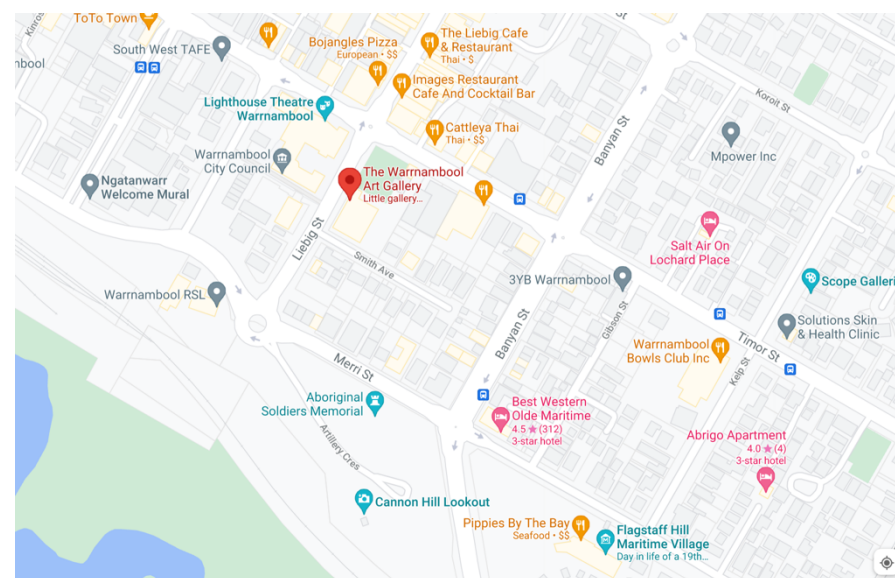 ToTo Town
Kinros
South West TAFE
nbool
Bojangles Pizza
European • $$
The Liebig Cafe
& Restaurant
Thai • $
Images Restaurant
Cafe And Cocktail Bar
St
Koroit St
Lighthouse Theatre
Warrnambool
Cattleya Thai
Thai • $$
Banyan St
Mpower Inc
Warrnambool
City Council
The Warrnambool
Art Gallery
Little gallery...
Ngatanwarr
Welcome Mural
Liebig St
Smith Ave
Salt Air On
Lochard Place
3YB Warrnambool
Scope Galleri
Warrnambool RSL
Gibson St
Banyan St
Solutions Skin
& Health Clinic
Warrnambool
Bowls Club Inc
Timor St
Kelp St
Merri St
Aboriginal
Soldiers Memorial
Best Western
Olde Maritime
4.5 ★ (312)
3-star hotel
Artillery Cres
Abrigo Apartment
4.0 ★ (4)
3-star hotel
Cannon Hill Lookout
Pippies By The Bay
Seafood • $$
Flagstaff Hill
Maritime Village
Day in life of a 19th...